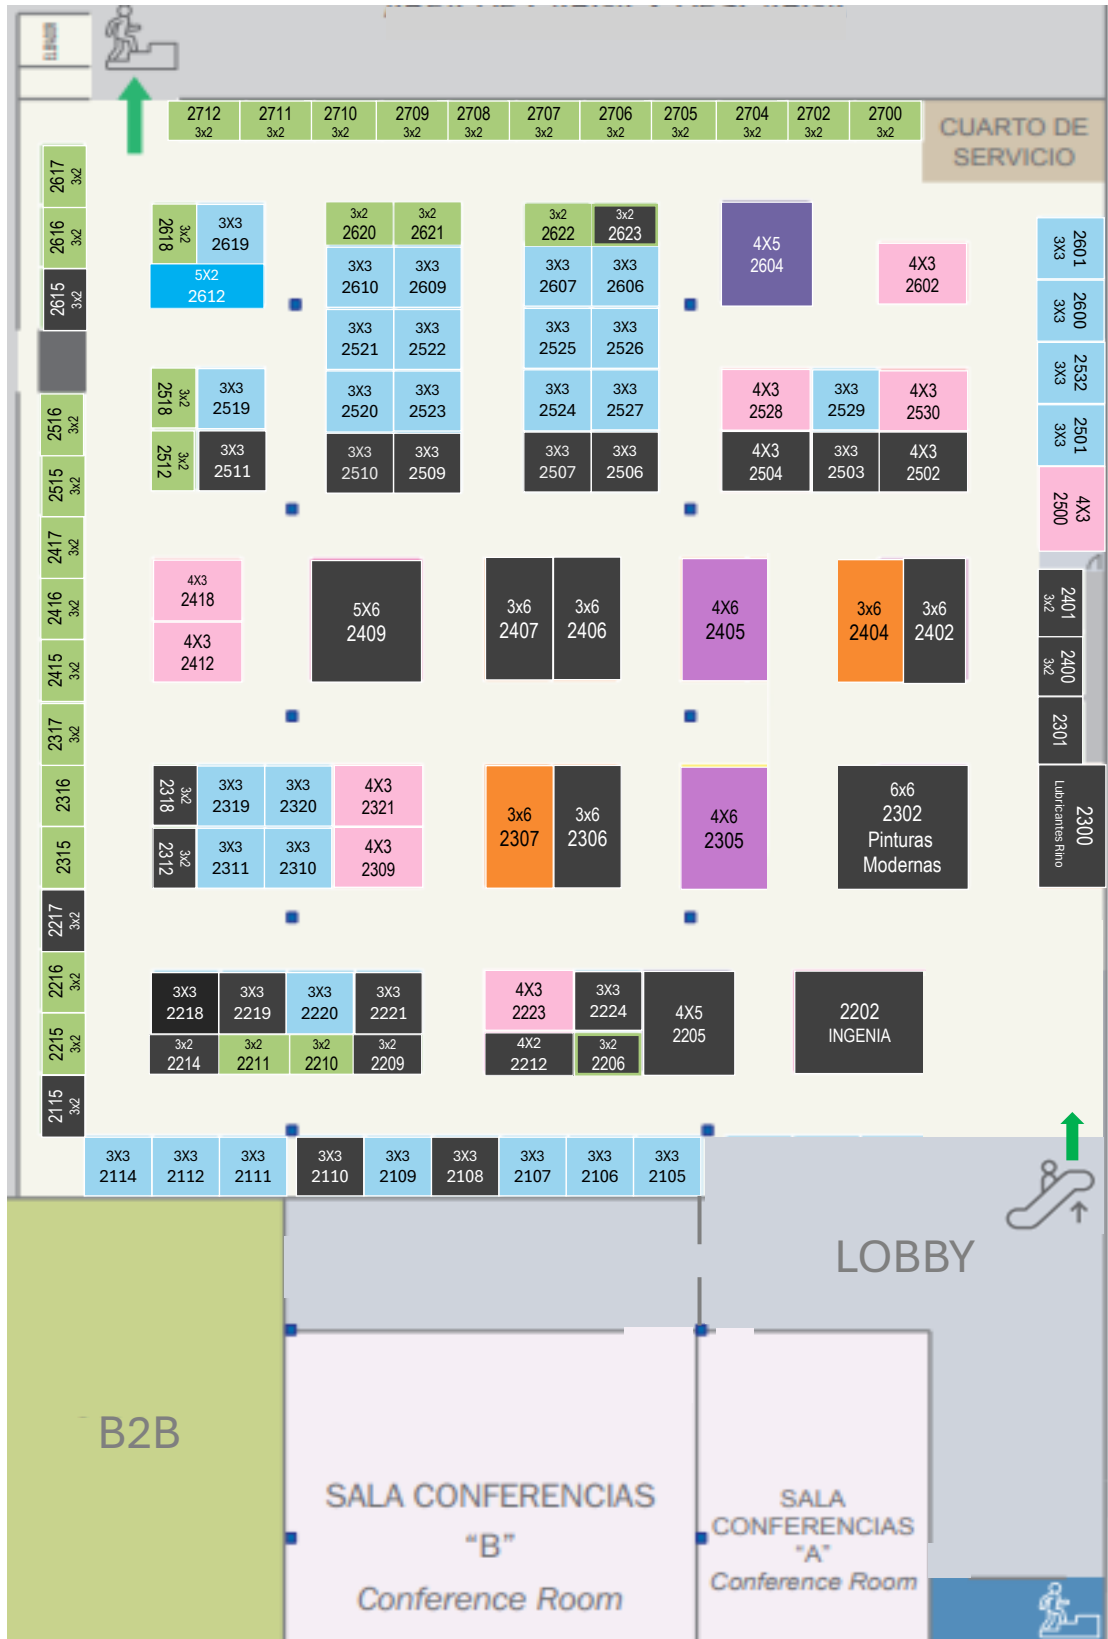 2712 2711 2710 2709 2708 2707 2706 2705 2704 2702 2700
3x2 3x2 3x2 3x2 3x2 3x2 3x2 3x2 3x2 3x2 3x2
CUARTO DE
SERVICIO
2617
3x2
2616
3x2
2615
3x2
2516
3x2
2515
3x2
2417
3x2
2416
3x2
2415
3x2
2317
3x2
2316
2315
2217
3x2
2216
3x2
2215
3x2
2115
3x2
2618
3x2
3X3
2619
5X2
2612
3x2
2620
3x2
2621
3X3
2610
3X3
2609
3X3
2521
3X3
2522
3X3
2520
3X3
2523
3X3
2510
3X3
2509
3x2
2622
3x2
2623
3X3
2607
3X3
2606
3X3
2525
3X3
2526
3X3
2524
3X3
2527
3X3
2507
3X3
2506
4X5
2604
4X3
2602
2601
3X3
2600
3X3
2532
3X3
2501
3X3
4X3
2500
2518
3x2
3X3
2519
2512
3x2
3X3
2511
4X3
2528
3X3
2529
4X3
2530
4X3
2504
3X3
2503
4X3
2502
4X3
2418
4X3
2412
5X6
2409
3x6
2407
3x6
2406
4X6
2405
3x6
2404
3x6
2402
2401
3x2
2400
3x2
2301
2300
Lubricantes Rino
2318
3x2
3X3
2319
3X3
2320
4X3
2321
2312
3x2
3X3
2311
3X3
2310
4X3
2309
3x6
2307
3x6
2306
4X6
2305
6x6
2302
Pinturas
Modernas
3X3
2218
3X3
2219
3X3
2220
3X3
2221
3x2
2214
3x2
2211
3x2
2210
3x2
2209
4X3
2223
3X3
2224
4X2
2212
3x2
2206
4X5
2205
2202
INGENIA
3X3 3X3 3X3 3X3 3X3 3X3 3X3 3X3 3X3
2114 2112 2111 2110 2109 2108 2107 2106 2105
LOBBY
B2B
SALA CONFERENCIAS
“B”
Conference Room
SALA
CONFERENCIAS
“A”
Conference Room